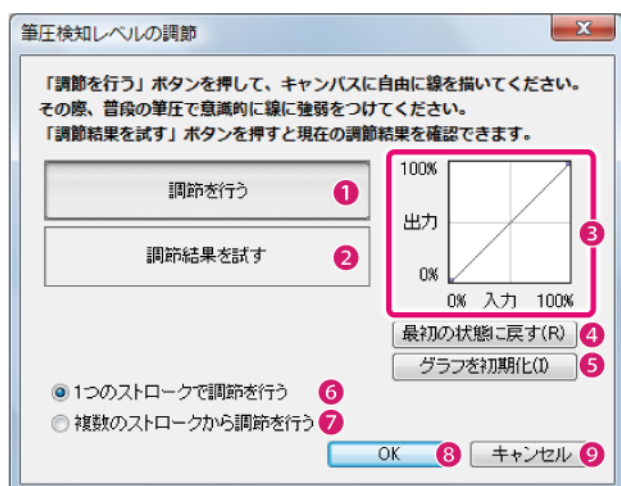 筆圧検知レベルの調節
「調節を行う」ボタンを押して、キャンバスに自由に線を描いてください。
その際、普段の筆圧で意識的に線に強弱をつけてください。
「調節結果を試す」ボタンを押すと現在の調節結果を確認できます。
調節を行う 1
調節結果を試す 2
100%
出力
0%
0% 入力 100%
3
最初の状態に戻す(R) 4
グラフを初期化(I) 5
1つのストロークで調節を行う 6
複数のストロークから調節を行う 7
OK 8 キャンセル 9